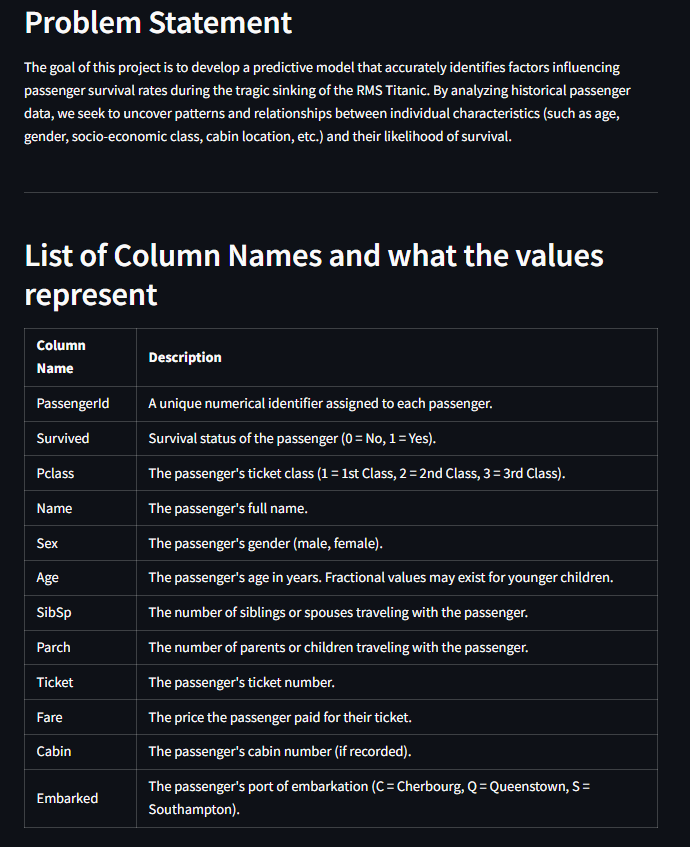 Problem Statement
The goal of this project is to develop a predictive model that accurately identifies factors influencing
passenger survival rates during the tragic sinking of the RMS Titanic. By analyzing historical passenger
data, we seek to uncover patterns and relationships between individual characteristics (such as age,
gender, socio-economic class, cabin location, etc.) and their likelihood of survival.
List of Column Names and what the values
represent
Column
Name
Description
PassengerId
A unique numerical identifier assigned to each passenger.
Survived
Survival status of the passenger (0 = No, 1 = Yes).
Pclass
The passenger's ticket class (1 = 1st Class, 2 = 2nd Class, 3 = 3rd Class).
Name
The passenger's full name.
Sex
The passenger's gender (male, female).
Age
The passenger's age in years. Fractional values may exist for younger children.
SibSp
The number of siblings or spouses traveling with the passenger.
Parch
The number of parents or children traveling with the passenger.
Ticket
The passenger's ticket number.
Fare
The price the passenger paid for their ticket.
Cabin
The passenger's cabin number (if recorded).
Embarked
The passenger's port of embarkation (C = Cherbourg, Q = Queenstown, S =
Southampton).